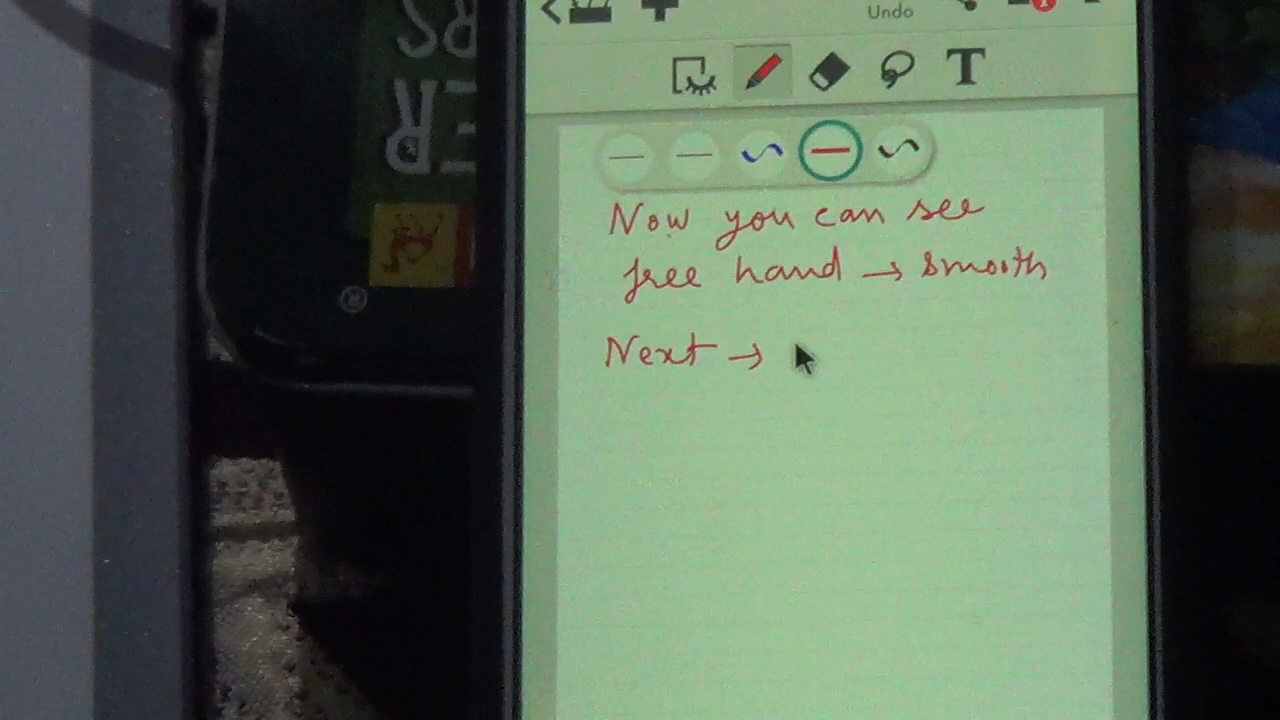 Undo
T
Now you can see
free hand → smooth
Next →